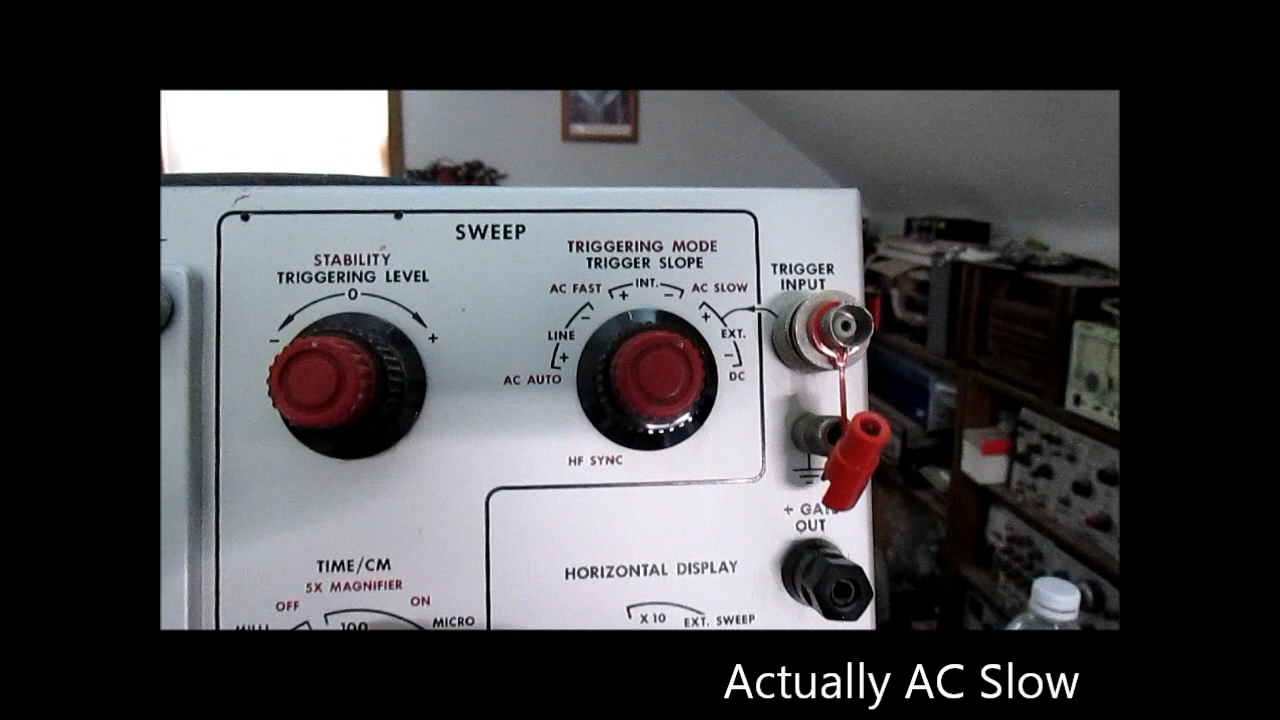 SWEEP
STABILITY
TRIGGERING LEVEL
0
- +
TRIGGERING MODE
TRIGGER SLOPE
AC FAST INT. AC SLOW
+ -
- +
LINE EXT.
+ -
AC AUTO DC
HF SYNC
TRIGGER
INPUT
+ GATE
OUT
TIME/CM
5X MAGNIFIER
OFF ON
MILLI 100 MICRO
HORIZONTAL DISPLAY
X 10 EXT. SWEEP
Actually AC Slow